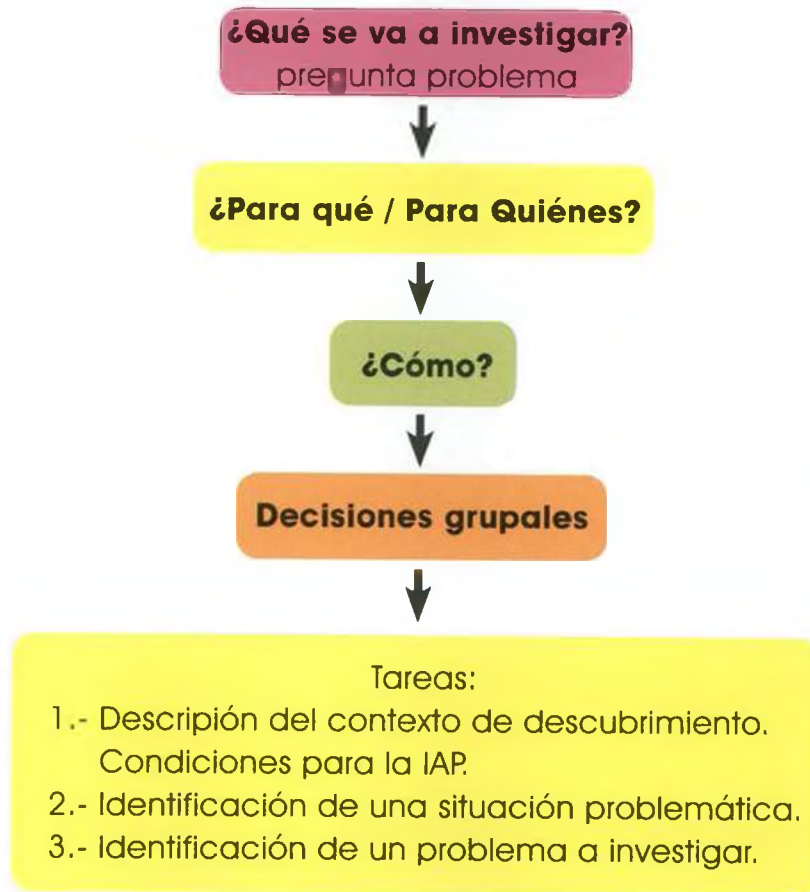 ¿Qué se va a investigar?
pregunta problema
¿Para qué / Para Quiénes?
¿Cómo?
Decisiones grupales
Tareas:
1.- Descripión del contexto de descubrimiento.
Condiciones para la IAP.
2.- Identificación de una situación problemática.
3.- Identificación de un problema a investigar.